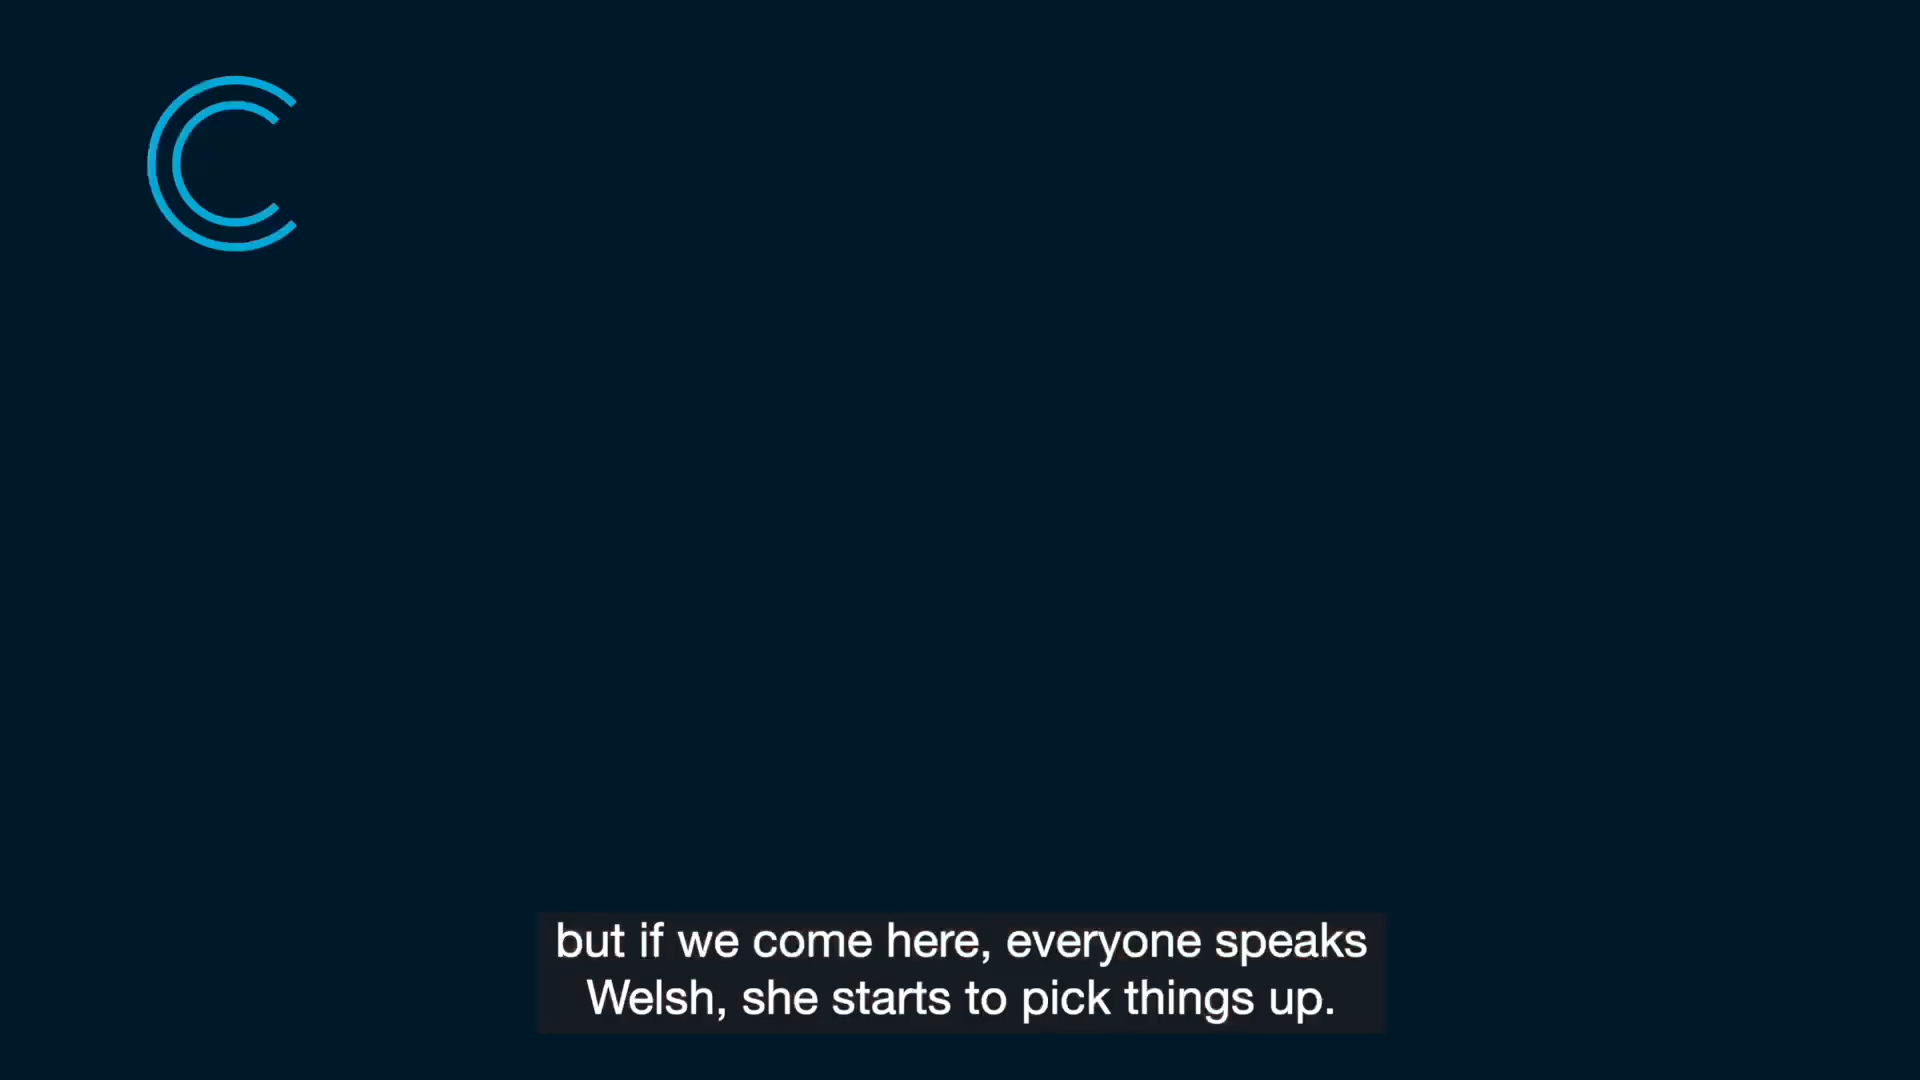 but if we come here, everyone speaks
Welsh, she starts to pick things up.